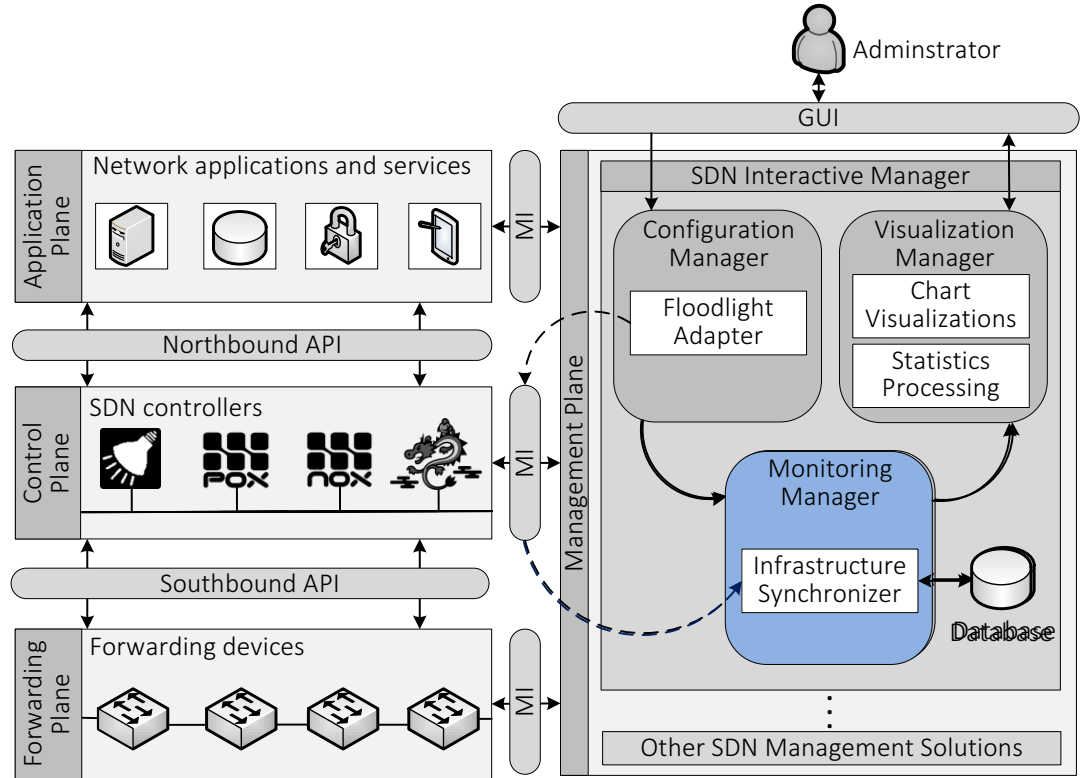 Adminstrator
GUI
Application
Plane
Network applications and services
MI
Northbound API
Control
Plane
SDN controllers
POX
NOX
MI
Southbound API
Forwarding
Plane
Forwarding devices
MI
Management Plane
SDN Interactive Manager
Configuration
Manager
Floodlight
Adapter
Visualization
Manager
Chart
Visualizations
Statistics
Processing
Monitoring
Manager
Infrastructure
Synchronizer
Database
Other SDN Management Solutions